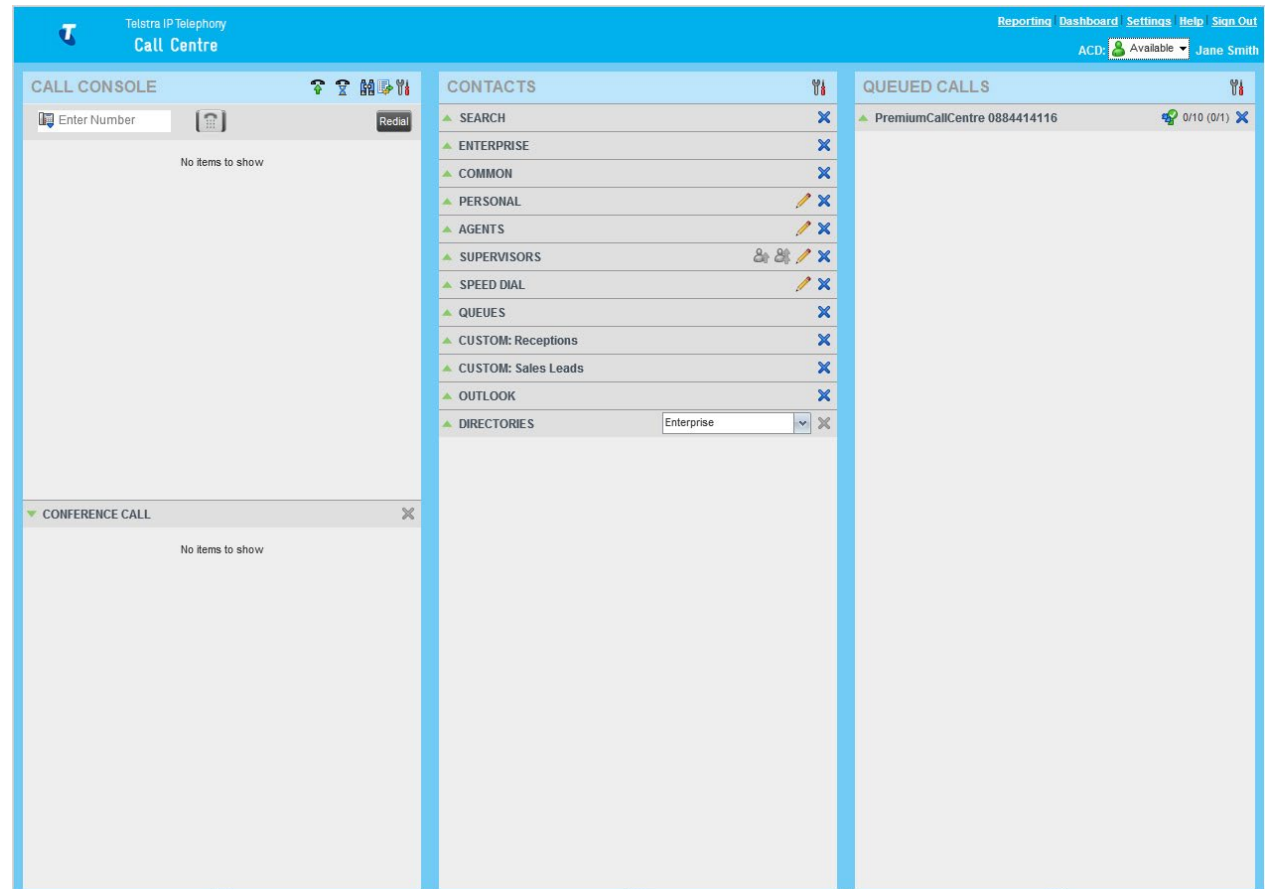 Telstra IP Telephony
Call Centre
Reporting Dashboard Settings Help Sign Out
ACD: Available Jane Smith
CALL CONSOLE
Enter Number
Redial
No items to show
CONFERENCE CALL
No items to show
CONTACTS
SEARCH
ENTERPRISE
COMMON
PERSONAL
AGENTS
SUPERVISORS
SPEED DIAL
QUEUES
CUSTOM: Receptions
CUSTOM: Sales Leads
OUTLOOK
DIRECTORIES Enterprise
QUEUED CALLS
PremiumCallCentre 0884414116 0/10 (0/1)